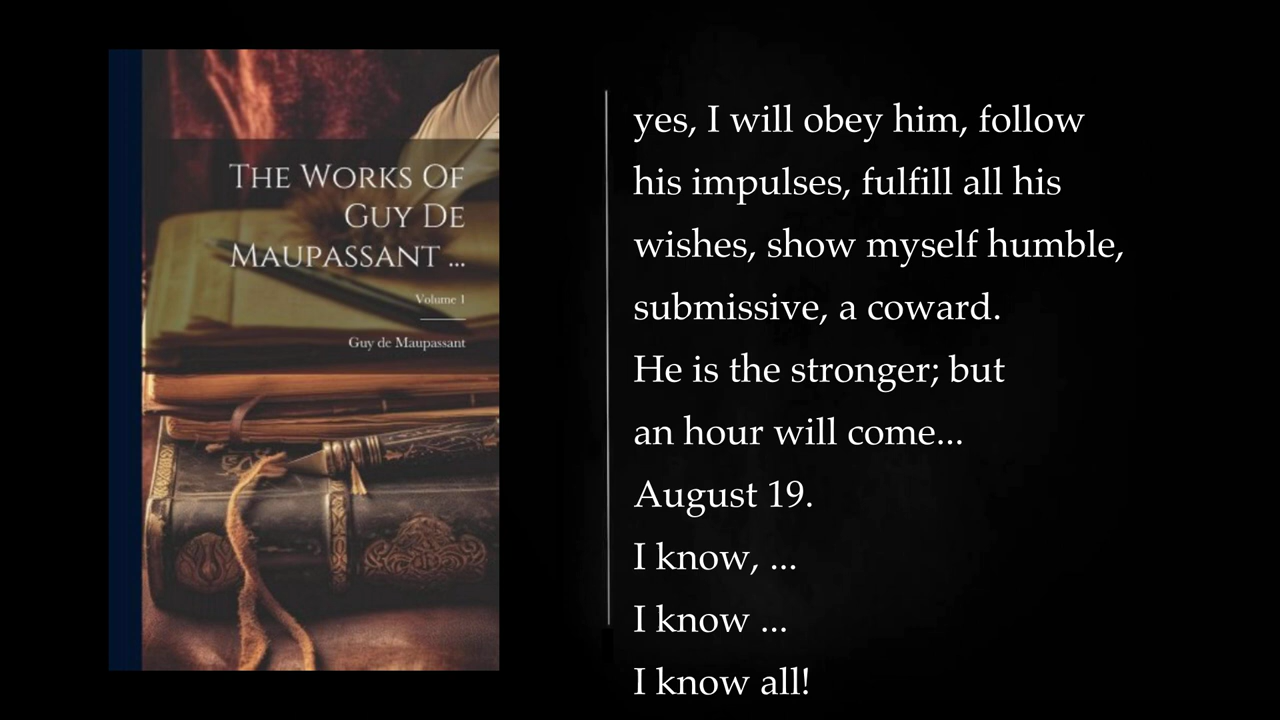 THE WORKS OF
GUY DE
MAUPASSANT ...
Volume 1
Guy de Maupassant
yes, I will obey him, follow
his impulses, fulfill all his
wishes, show myself humble,
submissive, a coward.
He is the stronger; but
an hour will come...
August 19.
I know, ...
I know ...
I know all!